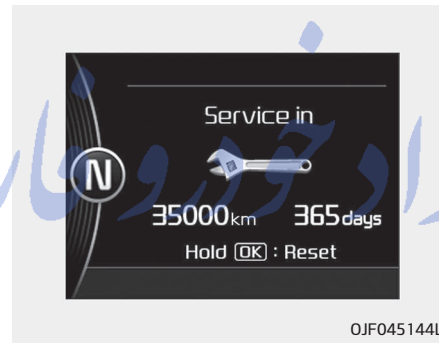 Service in
N
35000km 365days
Hold OK : Reset
OJF045144L